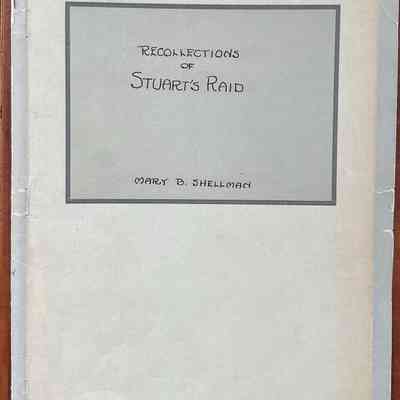 RECOLLECTIONS
OF
STUART'S RAID
MARY B. SHELLMAN